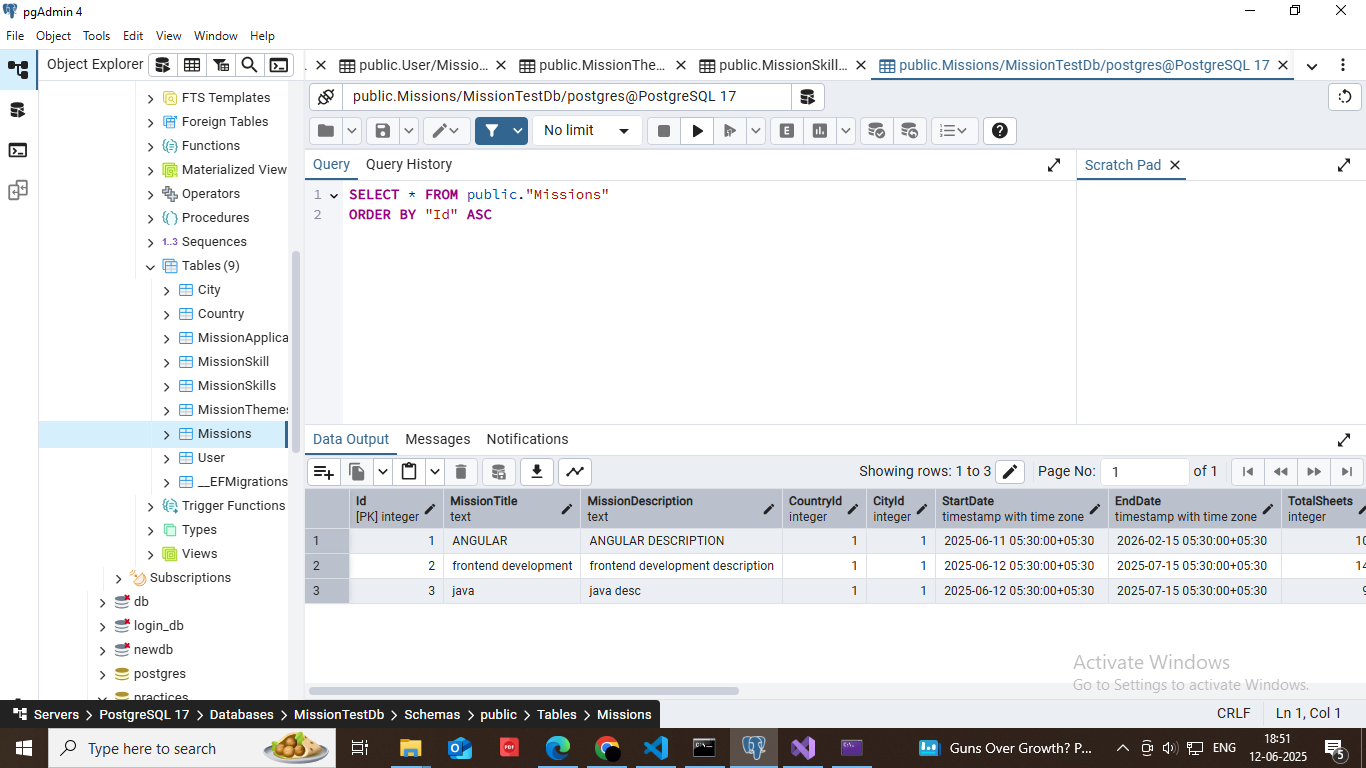 pgAdmin 4
File Object Tools Edit View Window Help
Object Explorer
public.User/Missio...
public.MissionThe...
public.MissionSkill...
public.Missions/MissionTestDb/postgres@PostgreSQL 17
public.Missions/MissionTestDb/postgres@PostgreSQL 17
No limit
E
Query Query History
Scratch Pad
1 SELECT * FROM public."Missions"
2 ORDER BY "Id" ASC
FTS Templates
Foreign Tables
Functions
Materialized View
Operators
Procedures
1..3 Sequences
Tables (9)
City
Country
MissionApplica
MissionSkill
MissionSkills
MissionThemes
Missions
User
__EFMigrations
Trigger Functions
Types
Views
Subscriptions
db
login_db
newdb
postgres
practices
Data Output Messages Notifications
Showing rows: 1 to 3 Page No: 1 of 1
Id MissionTitle MissionDescription CountryId CityId StartDate EndDate TotalSheets
[PK] integer text text integer integer timestamp with time zone timestamp with time zone integer
1 1 ANGULAR ANGULAR DESCRIPTION 1 1 2025-06-11 05:30:00+05:30 2026-02-15 05:30:00+05:30 10
2 2 frontend development frontend development description 1 1 2025-06-12 05:30:00+05:30 2025-07-15 05:30:00+05:30 14
3 3 java java desc 1 1 2025-06-12 05:30:00+05:30 2025-07-15 05:30:00+05:30 9
Activate Windows
Go to Settings to activate Windows.
Servers > PostgreSQL 17 > Databases > MissionTestDb > Schemas > public > Tables > Missions
CRLF Ln 1, Col 1
Type here to search
PDF
Guns Over Growth? P...
ENG
18:51
12-06-2025
5